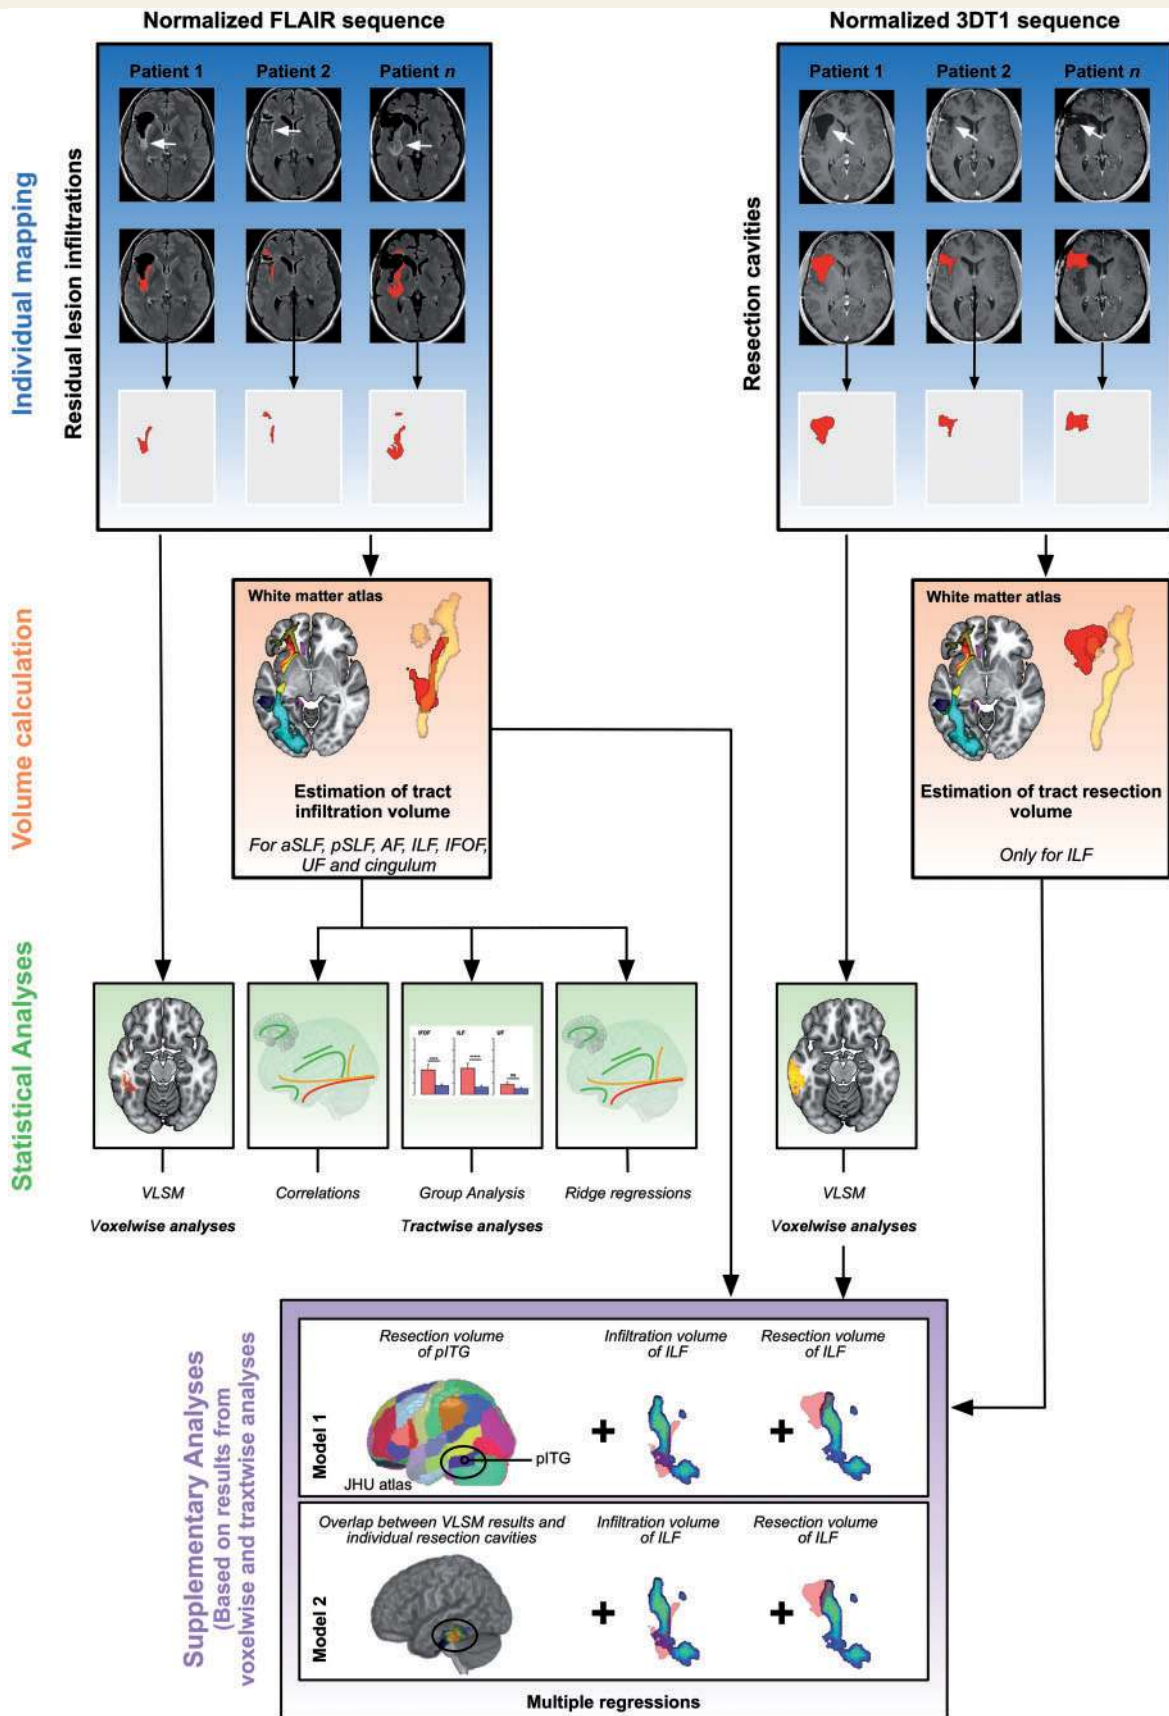 Normalized FLAIR sequence
Normalized 3DT1 sequence
Individual mapping
Residual lesion infiltrations
Patient 1
Patient 2
Patient n
Resection cavities
Patient 1
Patient 2
Patient n
Volume calculation
White matter atlas
Estimation of tract
infiltration volume
For aSLF, pSLF, AF, ILF, IFOF,
UF and cingulum
White matter atlas
Estimation of tract resection
volume
Only for ILF
Statistical Analyses
IFOF
ILF
UF
VLSM
Correlations
Group Analysis
Ridge regressions
VLSM
Voxelwise analyses
Tractwise analyses
Voxelwise analyses
Supplementary Analyses
(Based on results from
voxelwise and traxtwise analyses
Model 1
Resection volume
of pITG
Infiltration volume
of ILF
Resection volume
of ILF
+
+
pITG
JHU atlas
Model 2
Overlap between VLSM results and
individual resection cavities
Infiltration volume
of ILF
Resection volume
of ILF
+
+
Multiple regressions